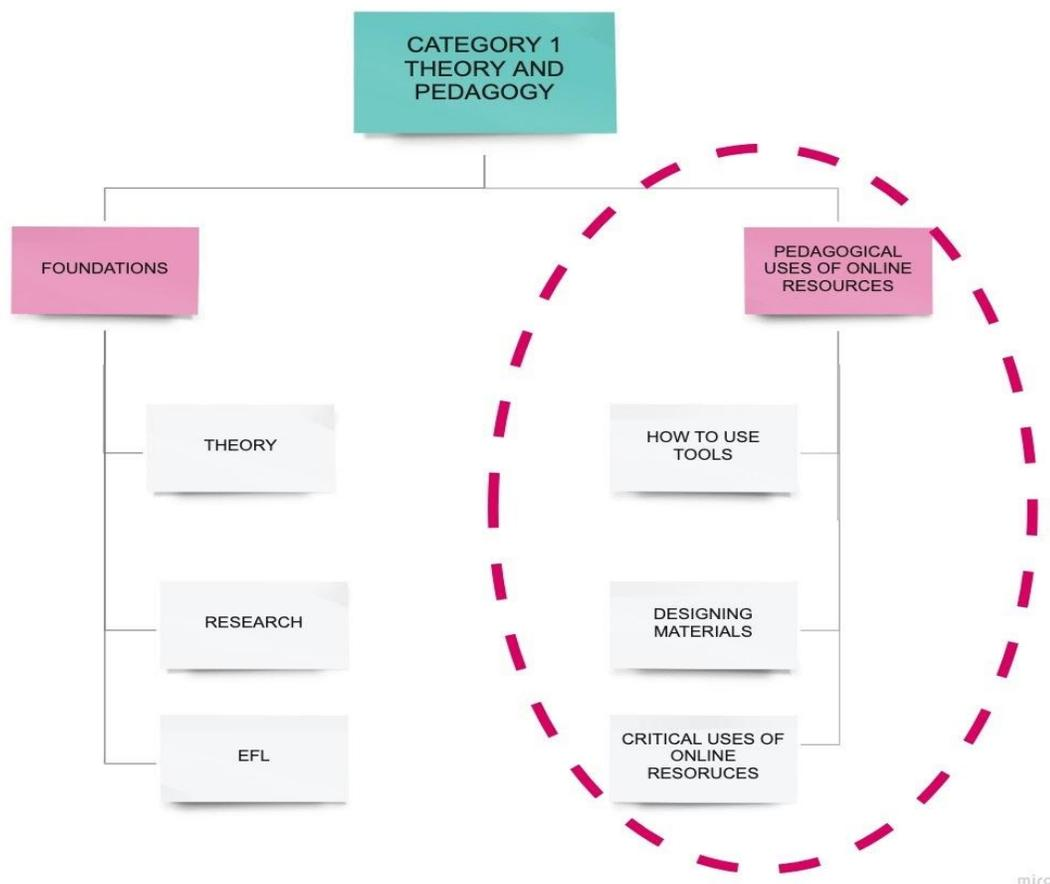 CATEGORY 1
THEORY AND
PEDAGOGY
FOUNDATIONS
THEORY
RESEARCH
EFL
PEDAGOGICAL
USES OF ONLINE
RESOURCES
HOW TO USE
TOOLS
DESIGNING
MATERIALS
CRITICAL USES OF
ONLINE
RESORUCES